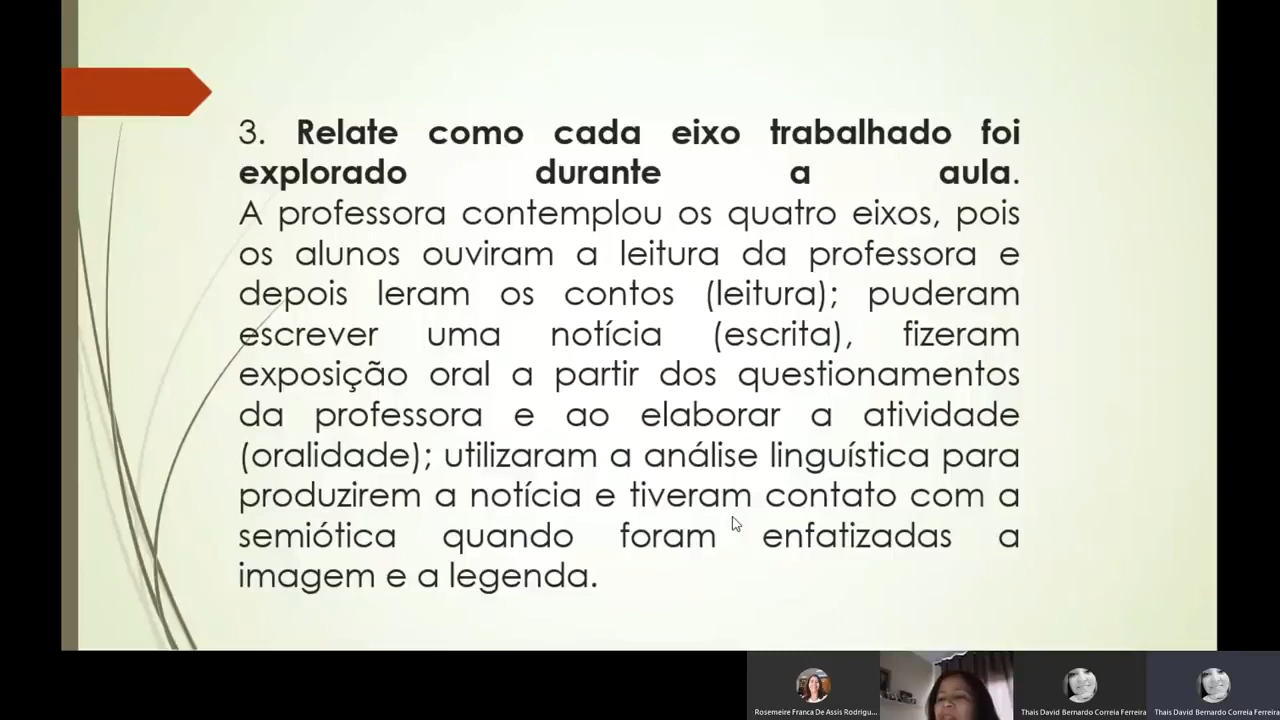 3. Relate como cada eixo trabalhado foi
explorado durante a aula.
A professora contemplou os quatro eixos, pois
os alunos ouviram a leitura da professora e
depois leram os contos (leitura); puderam
escrever uma notícia (escrita), fizeram
exposição oral a partir dos questionamentos
da professora e ao elaborar a atividade
(oralidade); utilizaram a análise linguística para
produzirem a notícia e tiveram contato com a
semiótica quando foram enfatizadas a
imagem e a legenda.
Rosemeire Franca De Assis Rodrigu...
Thais David Bernardo Correia Ferreira
Thais David Bernardo Correia Ferreira